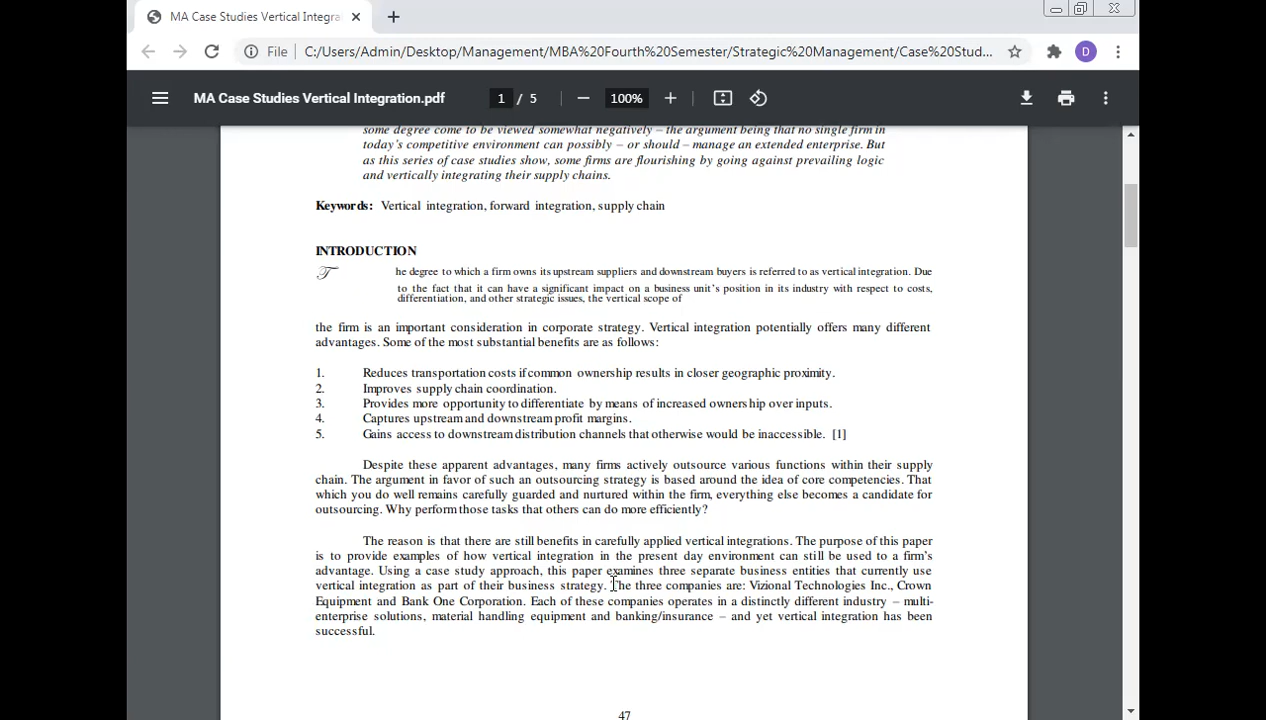 MA Case Studies Vertical Integra
File C:/Users/Admin/Desktop/Management/MBA%20Fourth%20Semester/Strategic%20Management/Case%20Stud... D
MA Case Studies Vertical Integration.pdf 1 / 5 100%
some degree come to be viewed somewhat negatively – the argument being that no single firm in
today's competitive environment can possibly – or should – manage an extended enterprise. But
as this series of case studies show, some firms are flourishing by going against prevailing logic
and vertically integrating their supply chains.
Keywords: Vertical integration, forward integration, supply chain
INTRODUCTION
The degree to which a firm owns its upstream suppliers and downstream buyers is referred to as vertical integration. Due
to the fact that it can have a significant impact on a business unit's position in its industry with respect to costs,
differentiation, and other strategic issues, the vertical scope of
the firm is an important consideration in corporate strategy. Vertical integration potentially offers many different
advantages. Some of the most substantial benefits are as follows:
1. Reduces transportation costs if common ownership results in closer geographic proximity.
2. Improves supply chain coordination.
3. Provides more opportunity to differentiate by means of increased ownership over inputs.
4. Captures upstream and downstream profit margins.
5. Gains access to downstream distribution channels that otherwise would be inaccessible. [1]
Despite these apparent advantages, many firms actively outsource various functions within their supply
chain. The argument in favor of such an outsourcing strategy is based around the idea of core competencies. That
which you do well remains carefully guarded and nurtured within the firm, everything else becomes a candidate for
outsourcing. Why perform those tasks that others can do more efficiently?
The reason is that there are still benefits in carefully applied vertical integrations. The purpose of this paper
is to provide examples of how vertical integration in the present day environment can still be used to a firm's
advantage. Using a case study approach, this paper examines three separate business entities that currently use
vertical integration as part of their business strategy. The three companies are: Vizional Technologies Inc., Crown
Equipment and Bank One Corporation. Each of these companies operates in a distinctly different industry – multi-
enterprise solutions, material handling equipment and banking/insurance – and yet vertical integration has been
successful.
47